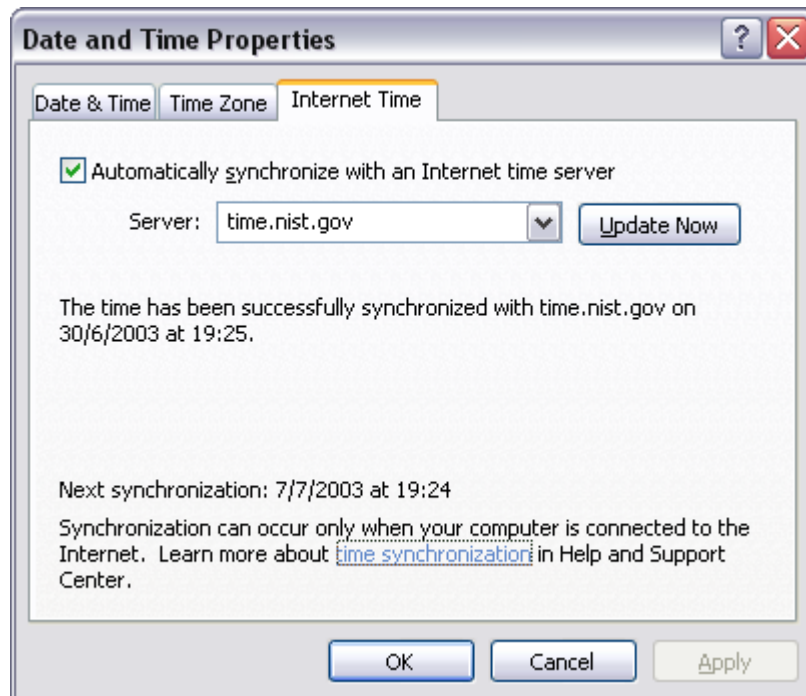 Date and Time Properties
?
Date & Time
Time Zone
Internet Time
Automatically synchronize with an Internet time server
Server:
time.nist.gov
Update Now
The time has been successfully synchronized with time.nist.gov on
30/6/2003 at 19:25.
Next synchronization: 7/7/2003 at 19:24
Synchronization can occur only when your computer is connected to the
Internet.  Learn more about time synchronization in Help and Support
Center.
OK
Cancel
Apply